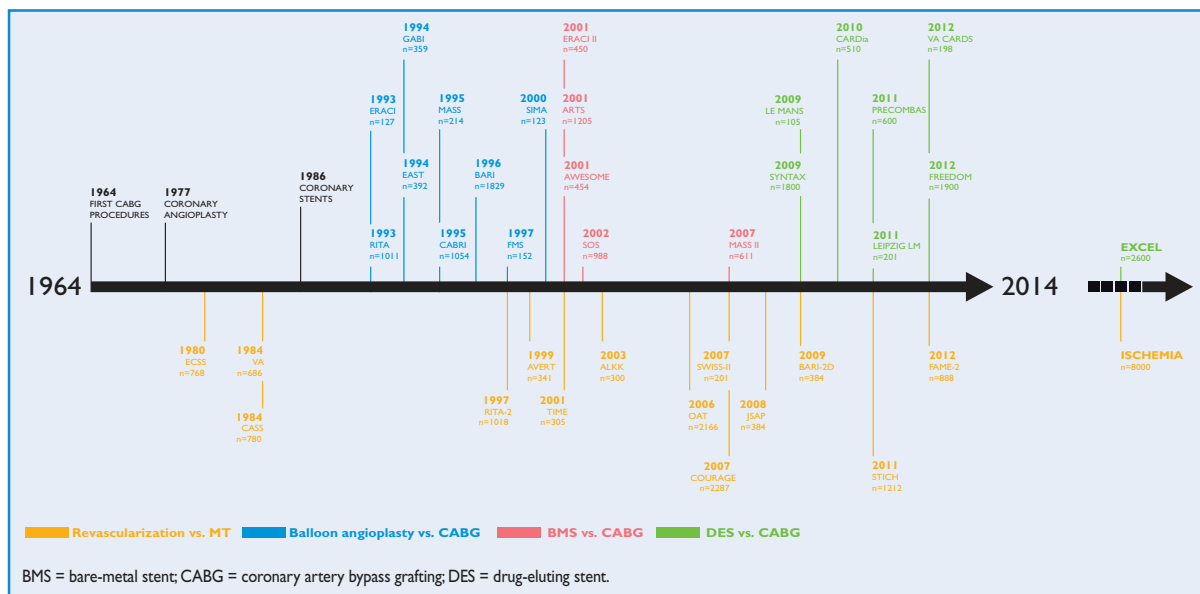 1994
GABI
n=359
2001
ERACI II
n=450
2010
CARDia
n=510
2012
VA CARDS
n=198
1993
ERACI
n=127
1995
MASS
n=214
2000
SIMA
n=123
2001
ARTS
n=1205
2009
LE MANS
n=105
2011
PRECOMBAS
n=600
1964
FIRST CABG
PROCEDURES
1977
CORONARY
ANGIOPLASTY
1986
CORONARY
STENTS
1994
EAST
n=392
1996
BARI
n=1829
2001
AWESOME
n=454
2009
SYNTAX
n=1800
2012
FREEDOM
n=1900
1993
RITA
n=1011
1995
CABRI
n=1054
1997
FMS
n=152
2002
SOS
n=988
2007
MASS II
n=611
2011
LEIPZIG LM
n=201
EXCEL
n=2600
1964
2014
1980
ECSS
n=768
1984
VA
n=686
1984
CASS
n=780
1999
AVERT
n=341
1997
RITA-2
n=1018
2001
TIME
n=305
2003
ALKK
n=300
2007
SWISS-II
n=201
2006
OAT
n=2166
2007
COURAGE
n=2287
2008
JSAP
n=384
2009
BARI-2D
n=384
2011
STICH
n=1212
2012
FAME-2
n=888
ISCHEMIA
n=8000
Revascularization vs. MT
Balloon angioplasty vs. CABG
BMS vs. CABG
DES vs. CABG
BMS = bare-metal stent; CABG = coronary artery bypass grafting; DES = drug-eluting stent.